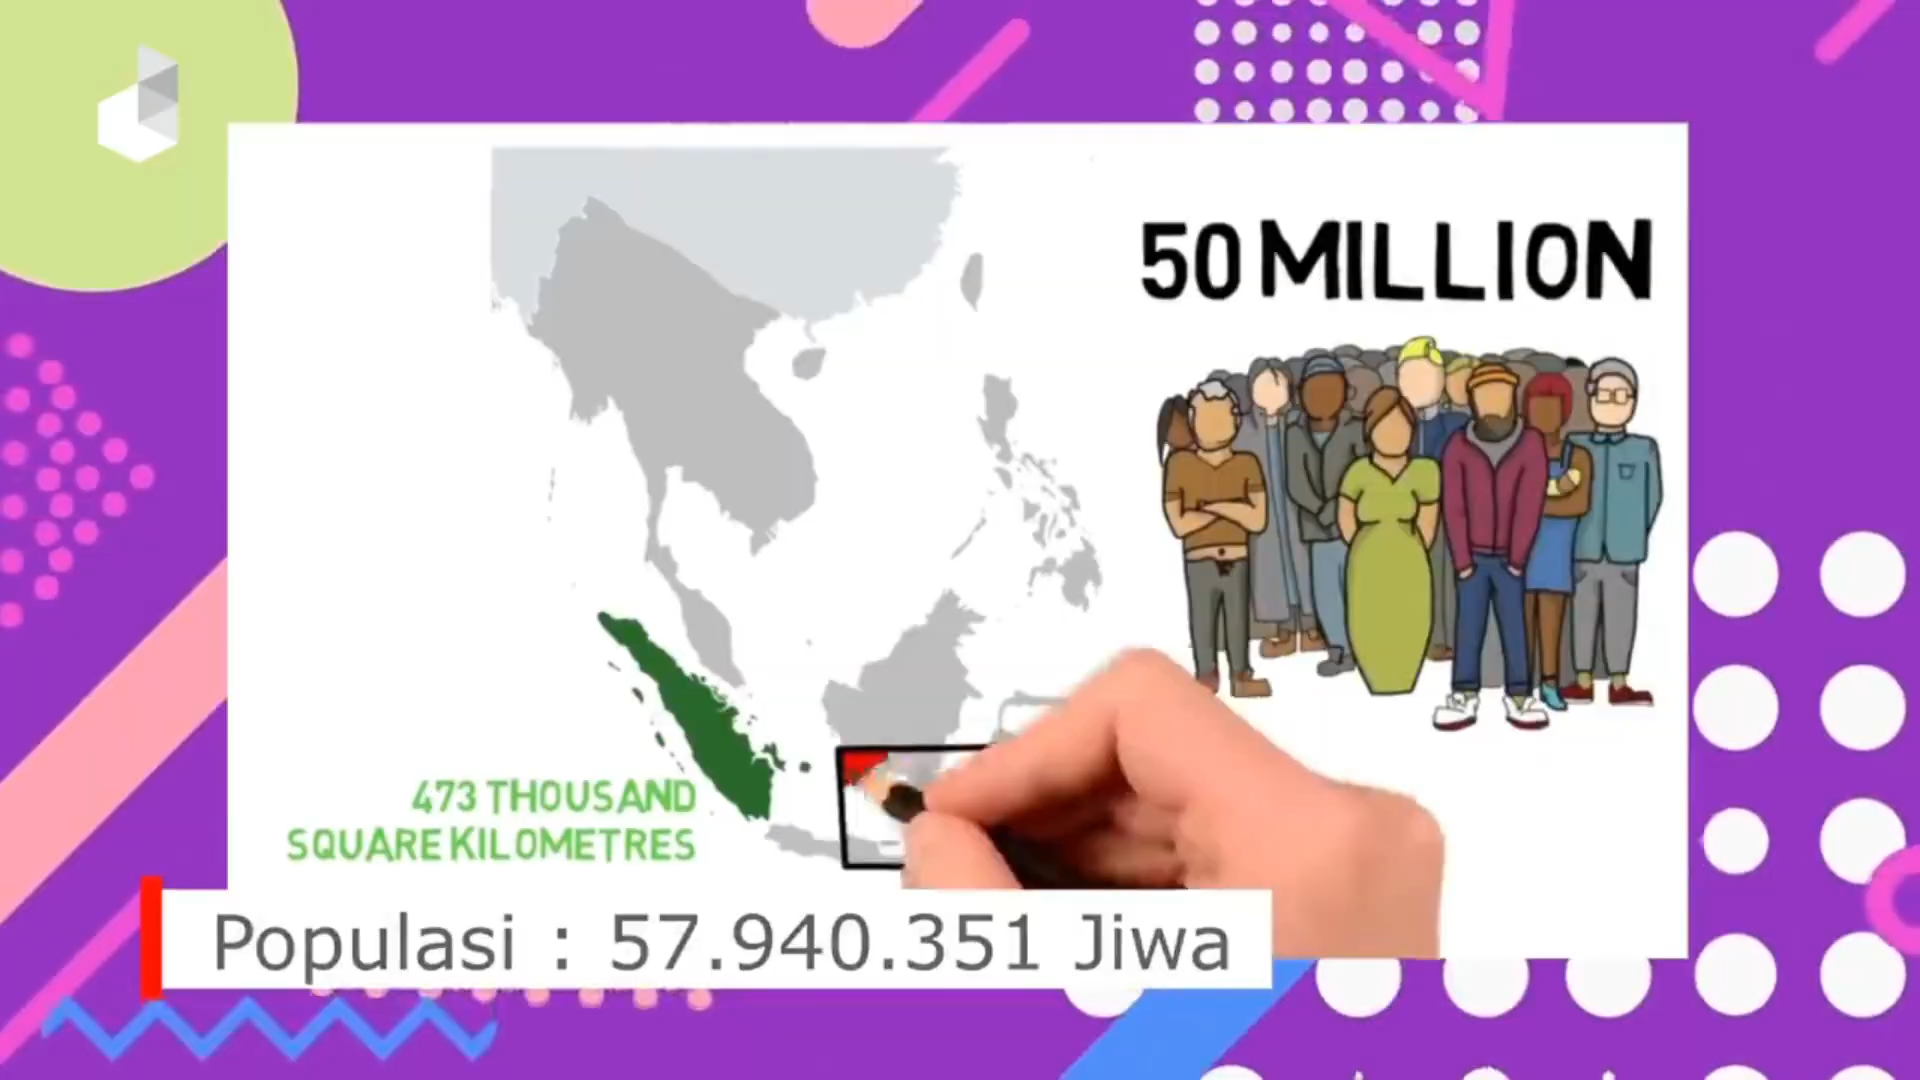 50 MILLION
473 THOUSAND
SQUARE KILOMETRES
Populasi : 57.940.351 Jiwa